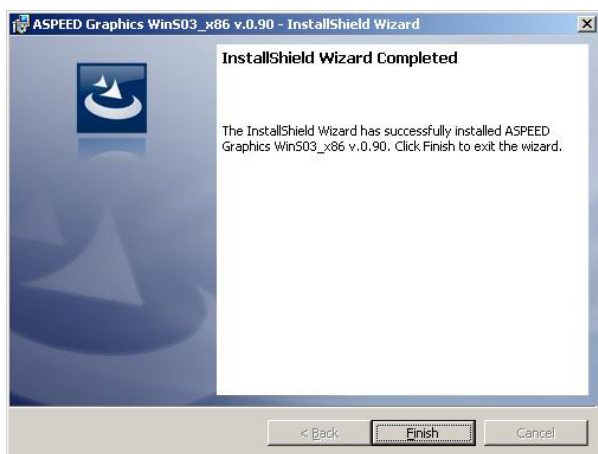 ASPEED Graphics WinS03_x86 v.0.90 - InstallShield Wizard
InstallShield Wizard Completed
The InstallShield Wizard has successfully installed ASPEED
Graphics WinS03_x86 v.0.90. Click Finish to exit the wizard.
< Back
Finish
Cancel